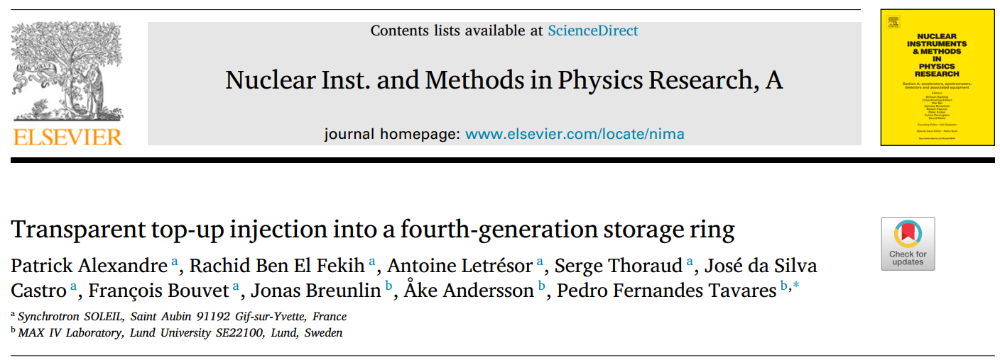 Contents lists available at ScienceDirect
Nuclear Inst. and Methods in Physics Research, A
journal homepage: www.elsevier.com/locate/nima
ELSEVIER
NUCLEAR
INSTRUMENTS
& METHODS
IN
PHYSICS
RESEARCH
Section A: accelerators, spectrometers,
detectors and associated equipment
Editors
Transparent top-up injection into a fourth-generation storage ring
Check for
updates
Patrick Alexandre a, Rachid Ben El Fekih a, Antoine Letrésor a, Serge Thoraud a, José da Silva
Castro a, François Bouvet a, Jonas Breunlin b, Åke Andersson b, Pedro Fernandes Tavares b,*
a Synchrotron SOLEIL, Saint Aubin 91192 Gif-sur-Yvette, France
b MAX IV Laboratory, Lund University SE22100, Lund, Sweden